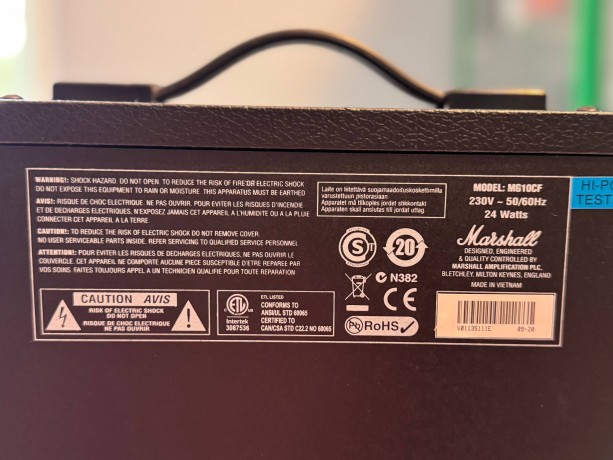 WARNING!: SHOCK HAZARD DO NOT OPEN. TO REDUCE THE RISK OF FIRE OR ELECTRIC SHOCK
DO NOT EXPOSE THIS EQUIPMENT TO RAIN OR MOISTURE. THIS APPARATUS MUST BE EARTHED
AVIS!: RISQUE DE CHOC ELECTRIQUE. NE PAS OUVRIR. POUR EVITER LES RISQUES D'INCENDIE
ET DE DECHARGES ELECTRIQUES, N'EXPOSEZ JAMAIS CET APPAREIL, A L'HUMIDITE OU A LA PLUIE
CONNECTER CET APPAREIL A LA TERRE.
CAUTION!: TO REDUCE THE RISK OF ELECTRIC SHOCK DO NOT REMOVE COVER.
NO USER SERVICEABLE PARTS INSIDE. REFER SERVICING TO QUALIFIED SERVICE PERSONNEL.
ATTENTION!: POUR EVITER LES RISQUES DE DECHARGES ELECTRIQUES, NE PAS OUVRIR LE
COUVERCLE. CET APPAREIL NE COMPORTE AUCUNE PIECE SUSCEPTIBLE D'ETRE REPARE PAR
VOS SOINS. FAITES TOUJOURS APPEL A UN TECHNICIEN QUALIFIE POUR TOUTE REPARATION
CAUTION AVIS
RISK OF ELECTRIC SHOCK
DO NOT OPEN
RISQUE DE CHOC ELECTRIQUE
NE PAS OUVRIR
ETL
Intertek
3067536
ETL LISTED
CONFORMS TO
ANSI/UL STD 60065
CERTIFIED TO
CAN/CSA STD C22.2 NO 60065
Laite on liitettävä suojamaadoituskoskettimilla
varustettuun pistorasiaan.
Apparatet må tilkoples jordet stikkontakt
Apparaten skall anslutas till jordat uttag
S
20
N382
CE
Pb RoHS
MODEL: MG10CF
230V ~ 50/60Hz
24 Watts
Marshall
DESIGNED, ENGINEERED
& QUALITY CONTROLLED BY
MARSHALL AMPLIFICATION PLC,
BLETCHLEY, MILTON KEYNES, ENGLAND
MADE IN VIETNAM
09-20
HI-PO
TEST